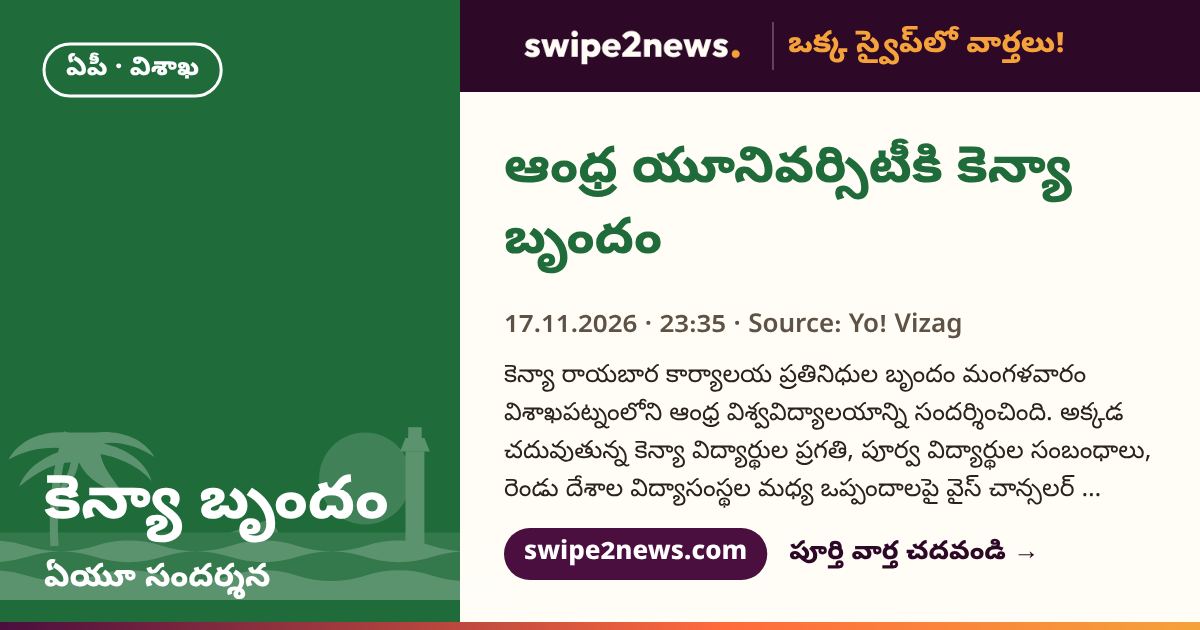 ఏపీ · విశాఖ
swipe2news.
ఒక్క స్వైప్‌లో వార్తలు!
ఆంధ్ర యూనివర్సిటీకి కెన్యా
బృందం
17.11.2026 · 23:35 · Source: Yo! Vizag
కెన్యా రాయబార కార్యాలయ ప్రతినిధుల బృందం మంగళవారం
విశాఖపట్నంలోని ఆంధ్ర విశ్వవిద్యాలయాన్ని సందర్శించింది. అక్కడ
చదువుతున్న కెన్యా విద్యార్థుల ప్రగతి, పూర్వ విద్యార్థుల సంబంధాలు,
రెండు దేశాల విద్యాసంస్థల మధ్య ఒప్పందాలపై వైస్ చాన్సలర్ ...
కెన్యా బృందం
ఏయూ సందర్శన
swipe2news.com
పూర్తి వార్త చదవండి →